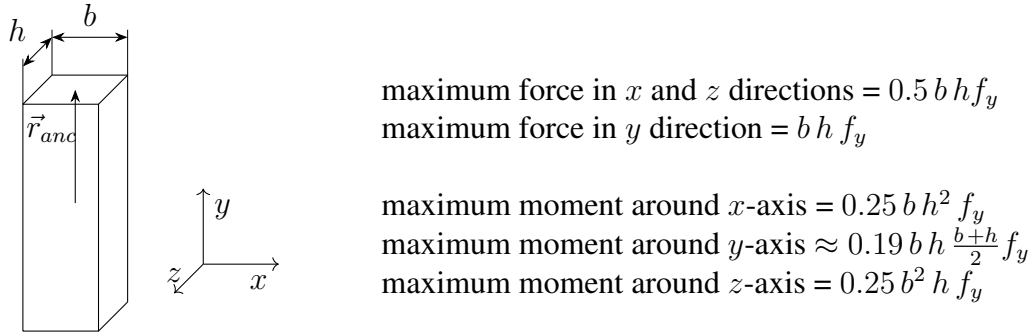 b
h
r⃗_anc
y
z
x
maximum force in x and z directions = 0.5 b h f_y
maximum force in y direction = b h f_y
maximum moment around x-axis = 0.25 b h² f_y
maximum moment around y-axis ≈ 0.19 b h \frac{b+h}{2} f_y
maximum moment around z-axis = 0.25 b² h f_y